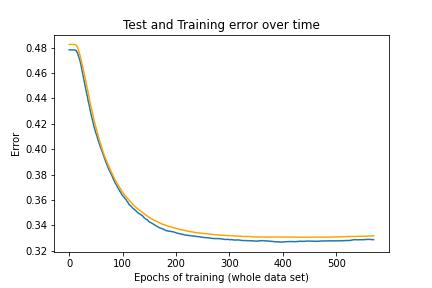 Test and Training error over time
0.48
0.46
0.44
0.42
0.40
0.38
0.36
0.34
0.32
Error
0 100 200 300 400 500
Epochs of training (whole data set)